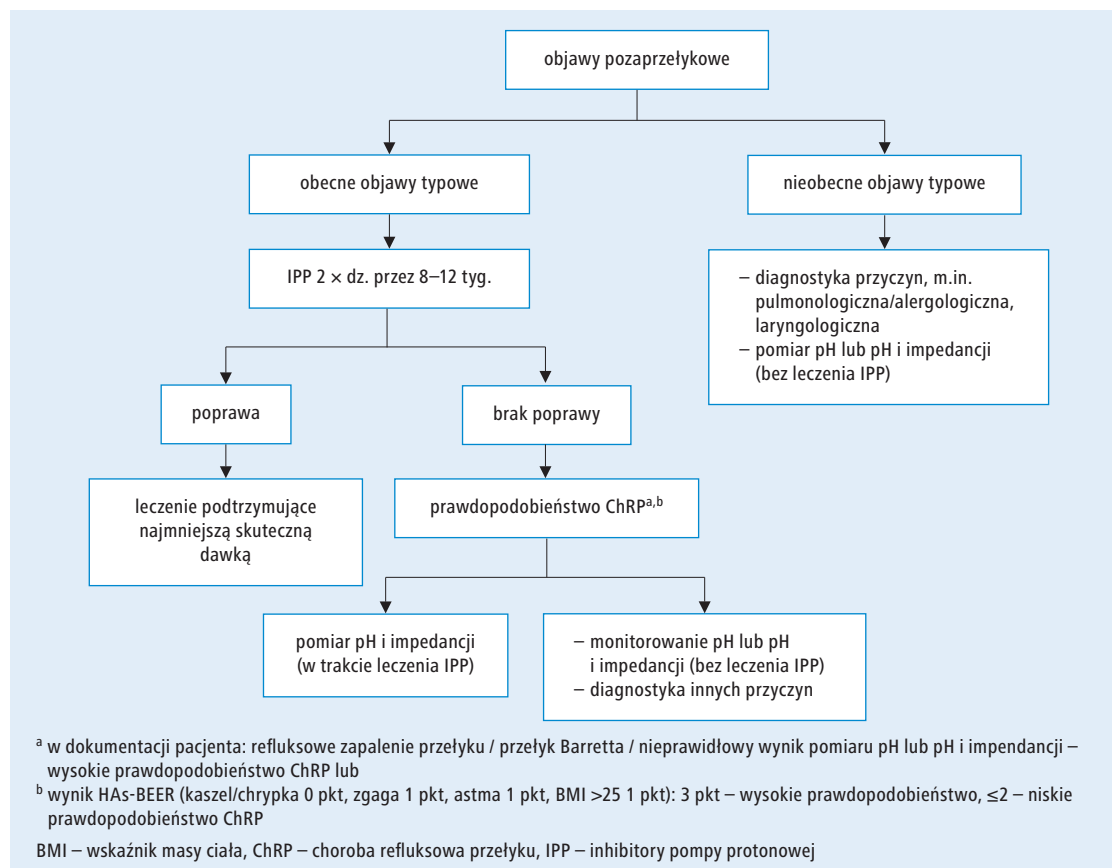 objawy pozaprzełykowe
obecne objawy typowe
nieobecne objawy typowe
IPP 2 × dz. przez 8–12 tyg.
– diagnostyka przyczyn, m.in.
pulmonologiczna/alergologiczna,
laryngologiczna
– pomiar pH lub pH i impedancji
(bez leczenia IPP)
poprawa
brak poprawy
leczenie podtrzymujące
najmniejszą skuteczną
dawką
prawdopodobieństwo ChRPa,b
pomiar pH i impedancji
(w trakcie leczenia IPP)
– monitorowanie pH lub pH
i impedancji (bez leczenia IPP)
– diagnostyka innych przyczyn
a w dokumentacji pacjenta: refluksowe zapalenie przełyku / przełyk Barretta / nieprawidłowy wynik pomiaru pH lub pH i impendancji –
wysokie prawdopodobieństwo ChRP lub
b wynik HAs-BEER (kaszel/chrypka 0 pkt, zgaga 1 pkt, astma 1 pkt, BMI >25 1 pkt): 3 pkt – wysokie prawdopodobieństwo, ≤2 – niskie
prawdopodobieństwo ChRP
BMI – wskaźnik masy ciała, ChRP – choroba refluksowa przełyku, IPP – inhibitory pompy protonowej